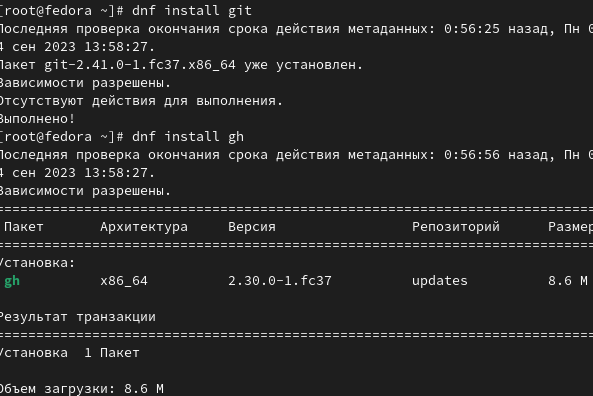 [root@fedora ~]# dnf install git
Последняя проверка окончания срока действия метаданных: 0:56:25 назад, Пн 0
4 сен 2023 13:58:27.
Пакет git-2.41.0-1.fc37.x86_64 уже установлен.
Зависимости разрешены.
Отсутствуют действия для выполнения.
Выполнено!
[root@fedora ~]# dnf install gh
Последняя проверка окончания срока действия метаданных: 0:56:56 назад, Пн 0
4 сен 2023 13:58:27.
Зависимости разрешены.
================================================================================
Пакет Архитектура Версия Репозиторий Размер
================================================================================
Установка:
gh x86_64 2.30.0-1.fc37 updates 8.6 M
Результат транзакции
================================================================================
Установка 1 Пакет
Объем загрузки: 8.6 M